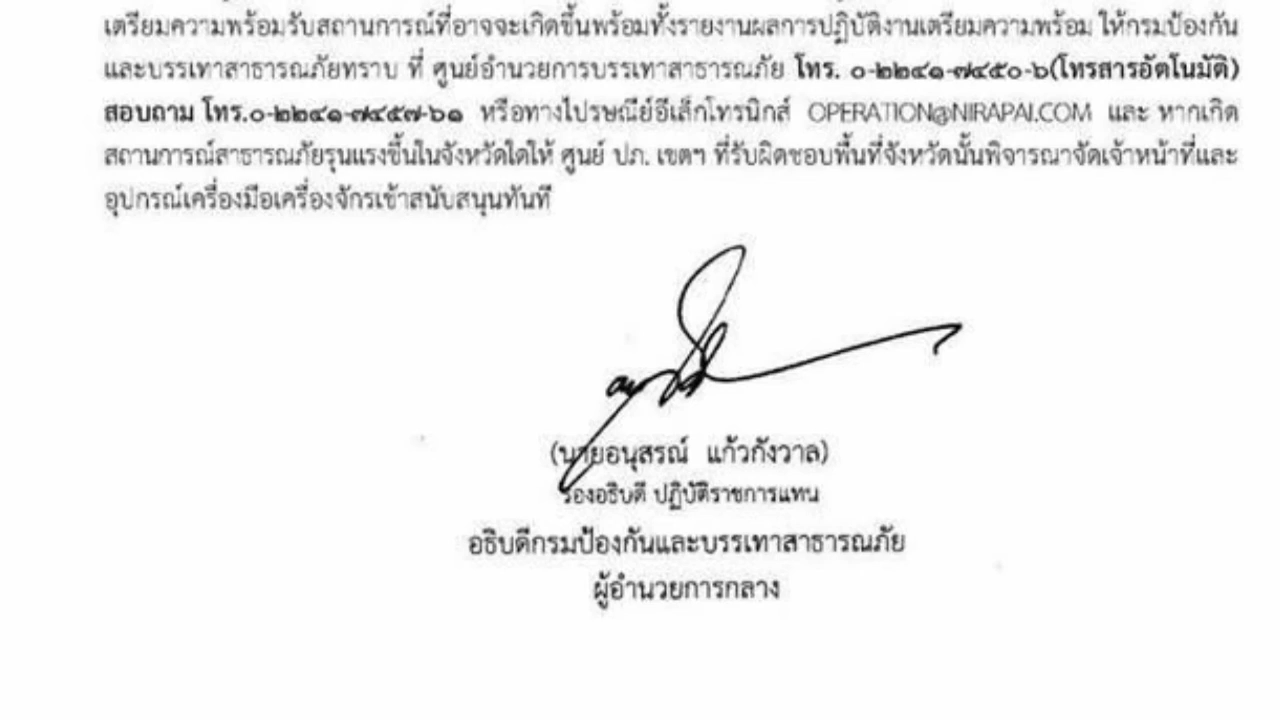 เตรียมความพร้อมรับสถานการณ์ที่อาจจะเกิดขึ้นพร้อมทั้งรายงานผลการปฏิบัติงานเตรียมความพร้อม ให้กรมป้องกัน
และบรรเทาสาธารณภัยทราบ ที่ ศูนย์อำนวยการบรรเทาสาธารณภัย โทร. ๐-๒๒๔๑-๗๔๕๐-๖(โทรสารอัตโนมัติ)
สอบถาม โทร.๐-๒๒๔๑-๗๔๕๗-๖๑ หรือทางไปรษณีย์อีเล็กโทรนิกส์ OPERATION@NIRAPAI.COM และ หากเกิด
สถานการณ์สาธารณภัยรุนแรงขึ้นในจังหวัดใดให้ ศูนย์ ปภ. เขตฯ ที่รับผิดชอบพื้นที่จังหวัดนั้นพิจารณาจัดเจ้าหน้าที่และ
อุปกรณ์เครื่องมือเครื่องจักรเข้าสนับสนุนทันที
(นายอนุสรณ์ แก้วกังวาล)
รองอธิบดี ปฏิบัติราชการแทน
อธิบดีกรมป้องกันและบรรเทาสาธารณภัย
ผู้อำนวยการกลาง